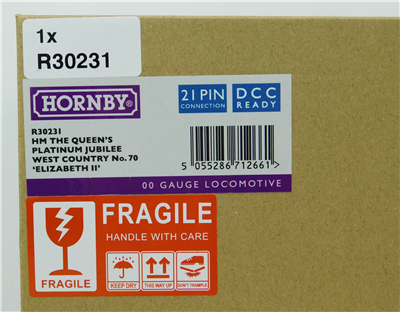 1x
R30231
HORNBY®
21 PIN
CONNECTION
DCC
READY
R30231
HM THE QUEEN'S
PLATINUM JUBILEE
WEST COUNTRY No. 70
'ELIZABETH II'
5 055286 712661 >
00 GAUGE LOCOMOTIVE
FRAGILE
HANDLE WITH CARE
FRAGILE
KEEP DRY
THIS WAY UP
DON'T TRAMPLE